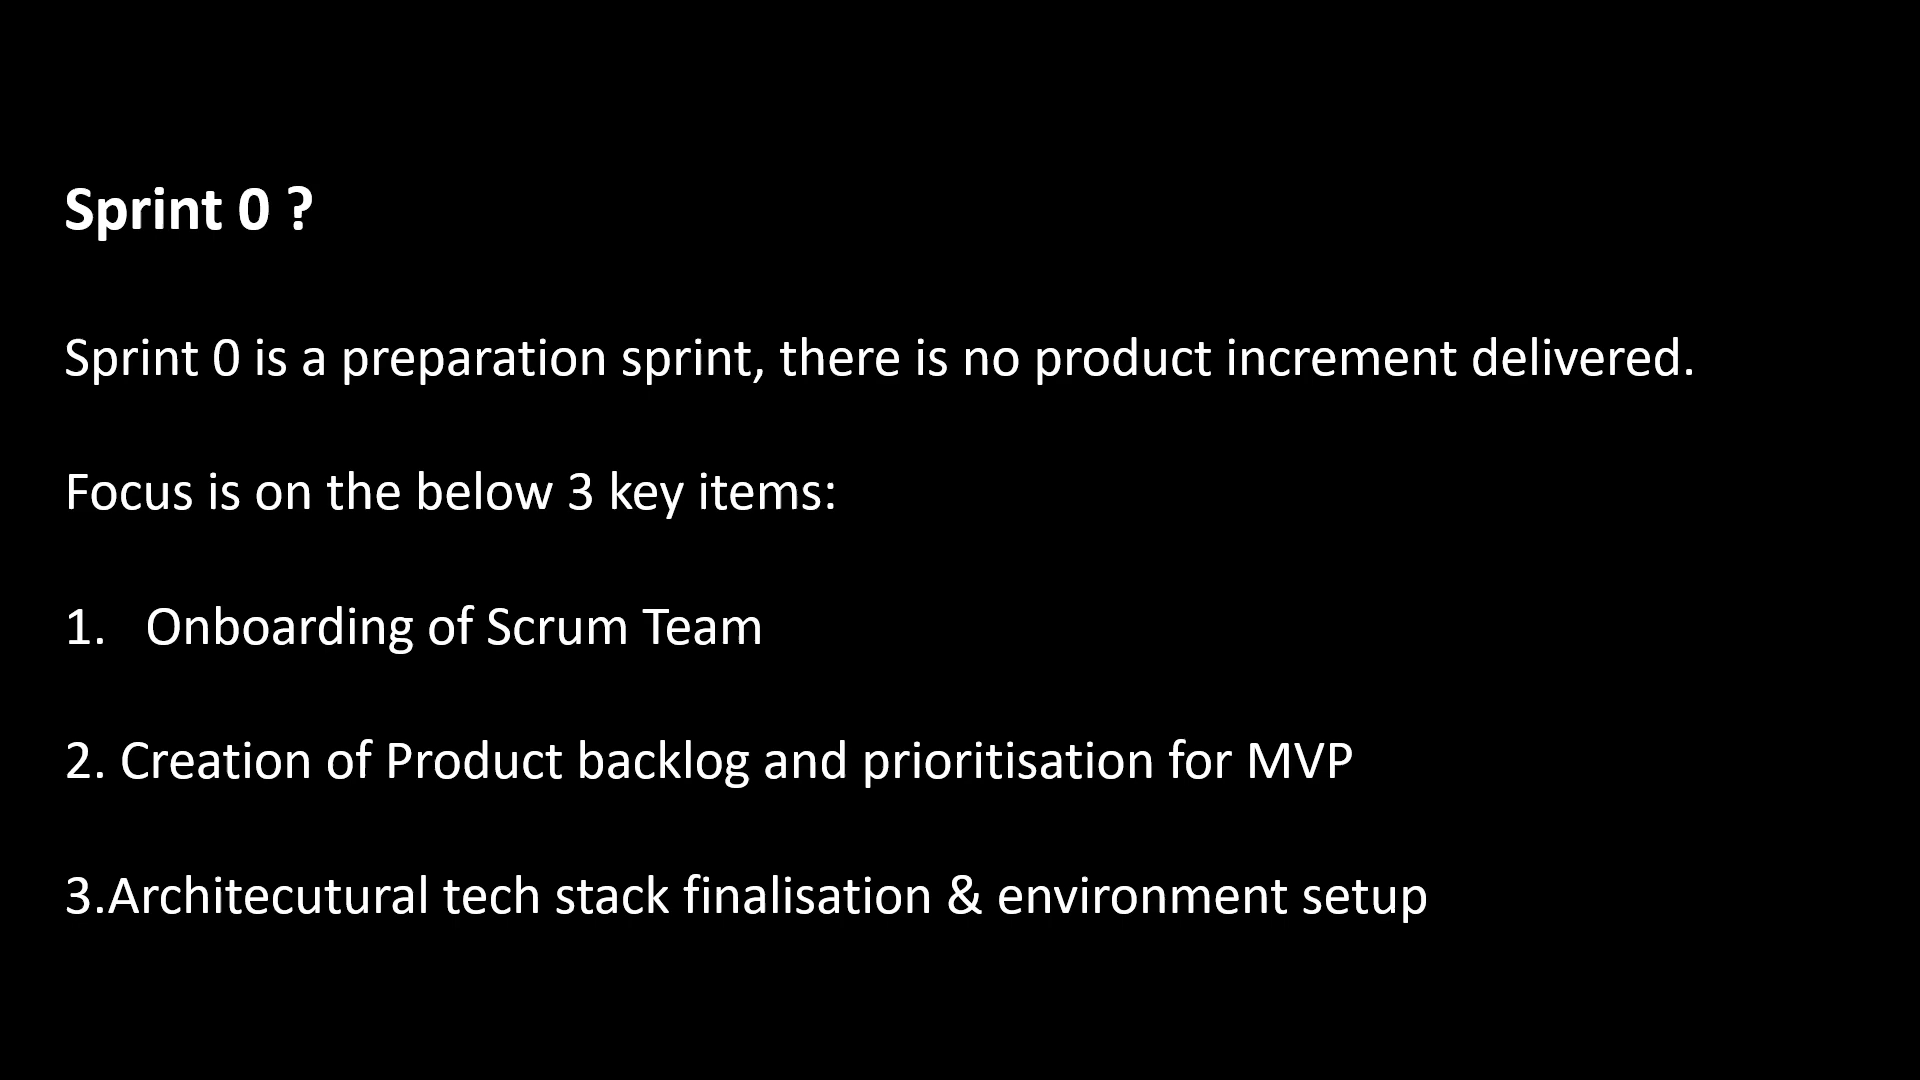 Sprint 0 ?
Sprint 0 is a preparation sprint, there is no product increment delivered.
Focus is on the below 3 key items:
1. Onboarding of Scrum Team
2. Creation of Product backlog and prioritisation for MVP
3.Architecutural tech stack finalisation & environment setup